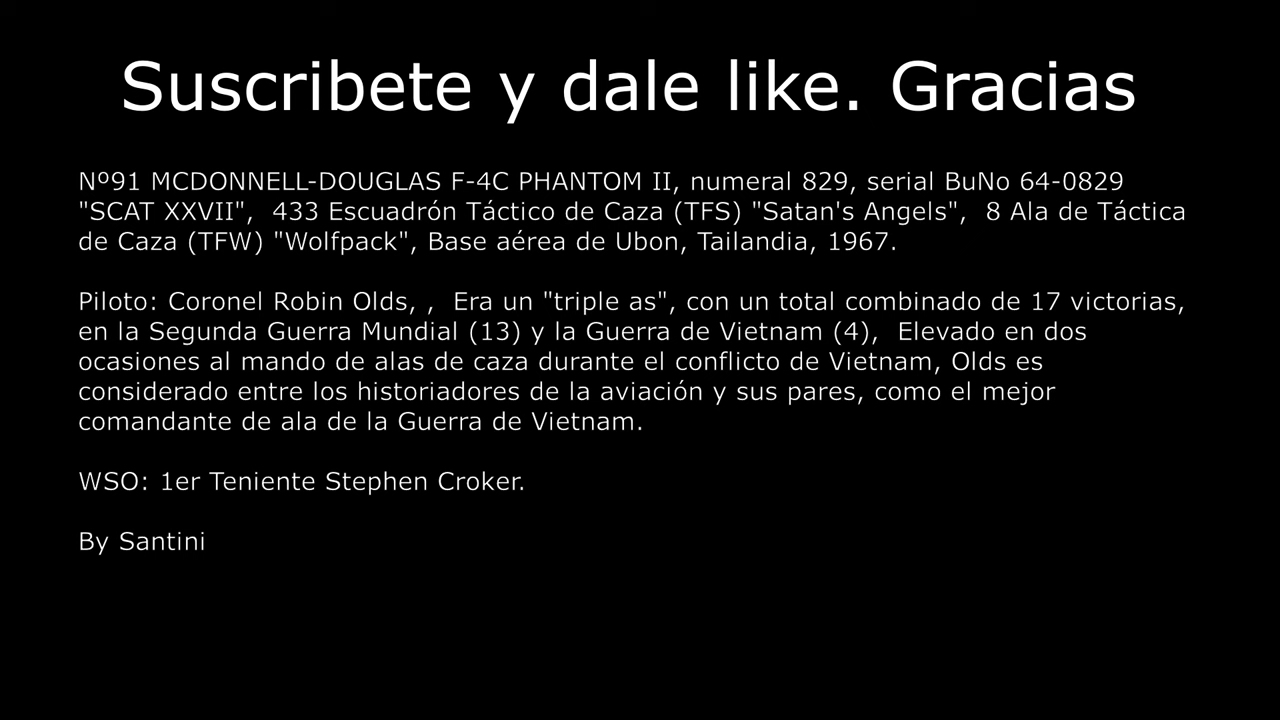 Suscribete y dale like. Gracias
Nº91 MCDONNELL-DOUGLAS F-4C PHANTOM II, numeral 829, serial BuNo 64-0829
"SCAT XXVII",  433 Escuadrón Táctico de Caza (TFS) "Satan's Angels",  8 Ala de Táctica
de Caza (TFW) "Wolfpack", Base aérea de Ubon, Tailandia, 1967.
Piloto: Coronel Robin Olds, ,  Era un "triple as", con un total combinado de 17 victorias,
en la Segunda Guerra Mundial (13) y la Guerra de Vietnam (4),  Elevado en dos
ocasiones al mando de alas de caza durante el conflicto de Vietnam, Olds es
considerado entre los historiadores de la aviación y sus pares, como el mejor
comandante de ala de la Guerra de Vietnam.
WSO: 1er Teniente Stephen Croker.
By Santini